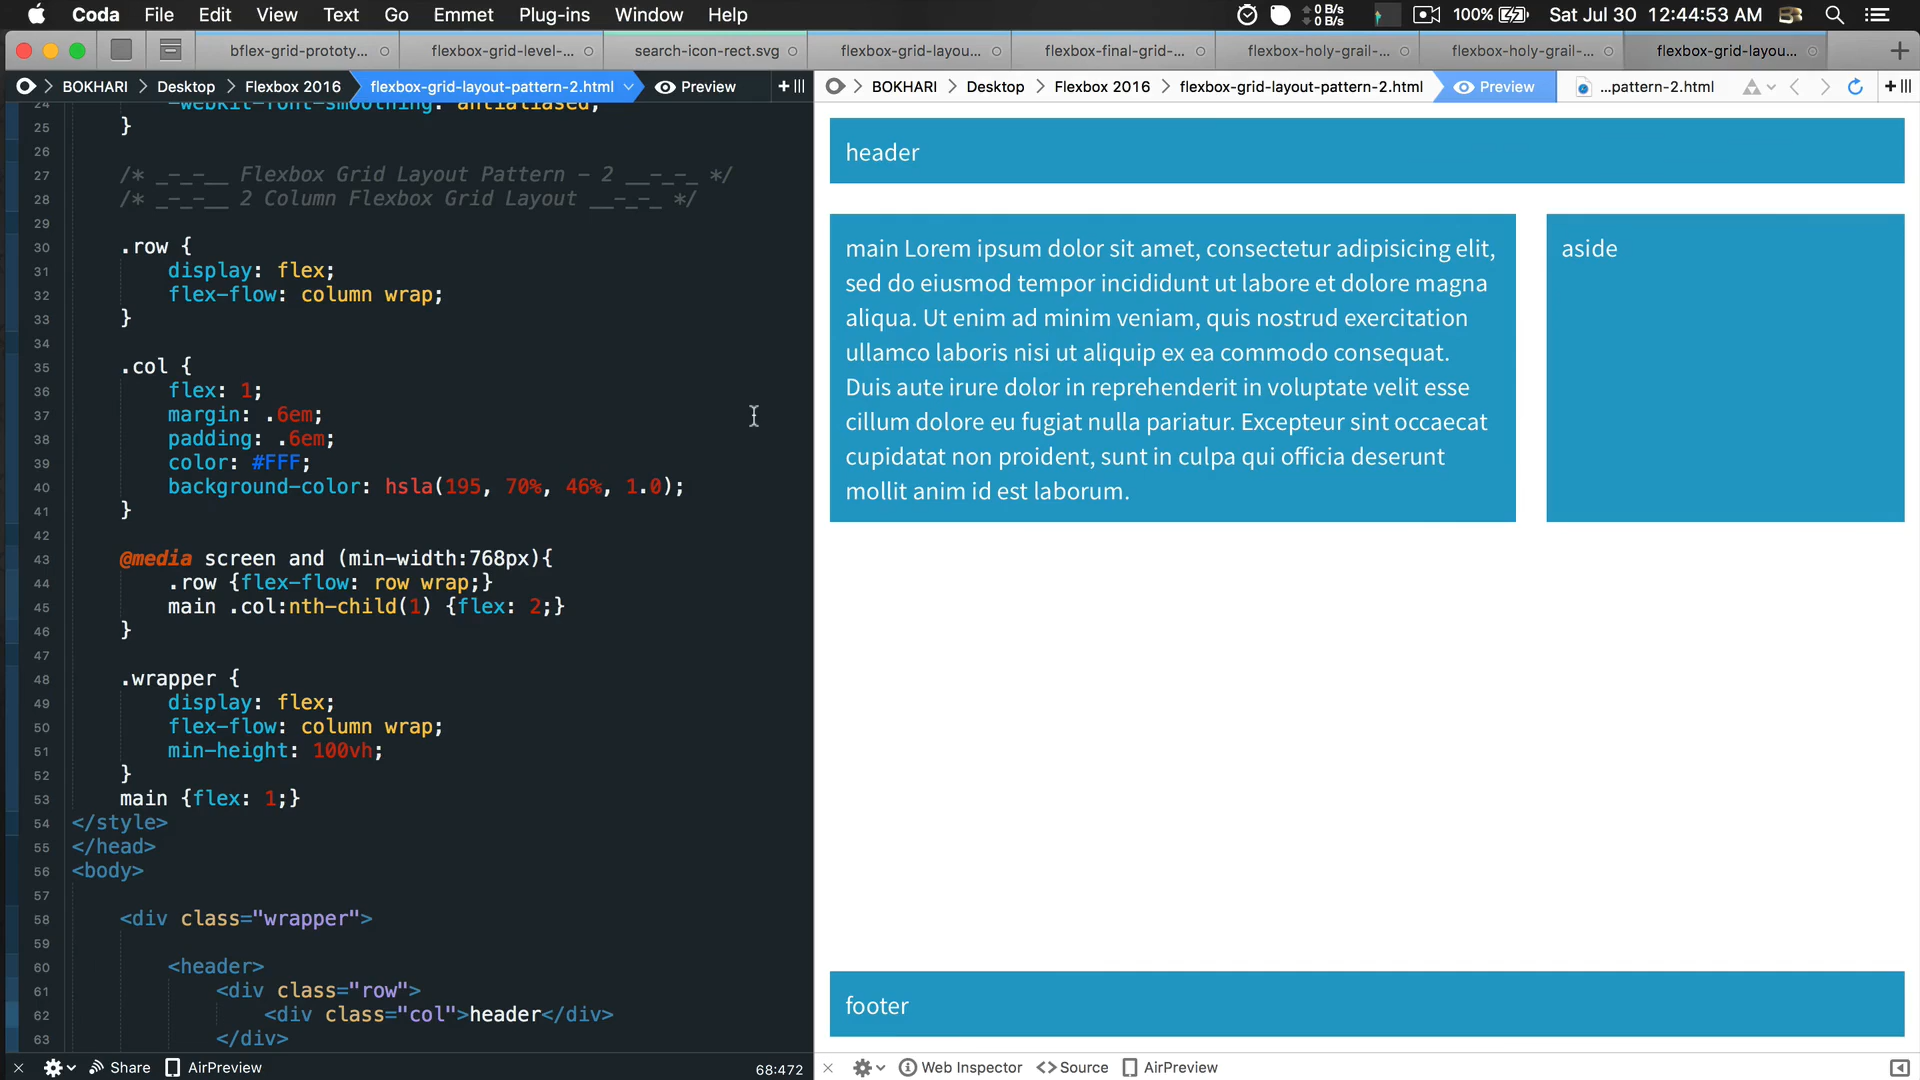 Coda File Edit View Text Go Emmet Plug-ins Window Help 0 B/s 0 B/s 100% Sat Jul 30 12:44:53 AM
bflex-grid-prototy... flexbox-grid-level-... search-icon-rect.svg flexbox-grid-layou... flexbox-final-grid-... flexbox-holy-grail-... flexbox-holy-grail-... flexbox-grid-layou...
BOKHARI Desktop Flexbox 2016 flexbox-grid-layout-pattern-2.html Preview
24 -webkit-font-smoothing: antialiased;
25 }
26
27 /* _-_-__ Flexbox Grid Layout Pattern - 2 __-_-_ */
28 /* _-_-__ 2 Column Flexbox Grid Layout __-_-_ */
29
30 .row {
31 display: flex;
32 flex-flow: column wrap;
33 }
34
35 .col {
36 flex: 1;
37 margin: .6em;
38 padding: .6em;
39 color: #FFF;
40 background-color: hsla(195, 70%, 46%, 1.0);
41 }
42
43 @media screen and (min-width:768px){
44 .row {flex-flow: row wrap;}
45 main .col:nth-child(1) {flex: 2;}
46 }
47
48 .wrapper {
49 display: flex;
50 flex-flow: column wrap;
51 min-height: 100vh;
52 }
53 main {flex: 1;}
54 </style>
55 </head>
56 <body>
57
58 <div class="wrapper">
59
60 <header>
61 <div class="row">
62 <div class="col">header</div>
63 </div>
Share AirPreview 68:472
BOKHARI Desktop Flexbox 2016 flexbox-grid-layout-pattern-2.html Preview ...pattern-2.html
header
main Lorem ipsum dolor sit amet, consectetur adipisicing elit,
sed do eiusmod tempor incididunt ut labore et dolore magna
aliqua. Ut enim ad minim veniam, quis nostrud exercitation
ullamco laboris nisi ut aliquip ex ea commodo consequat.
Duis aute irure dolor in reprehenderit in voluptate velit esse
cillum dolore eu fugiat nulla pariatur. Excepteur sint occaecat
cupidatat non proident, sunt in culpa qui officia deserunt
mollit anim id est laborum.
aside
footer
Web Inspector Source AirPreview